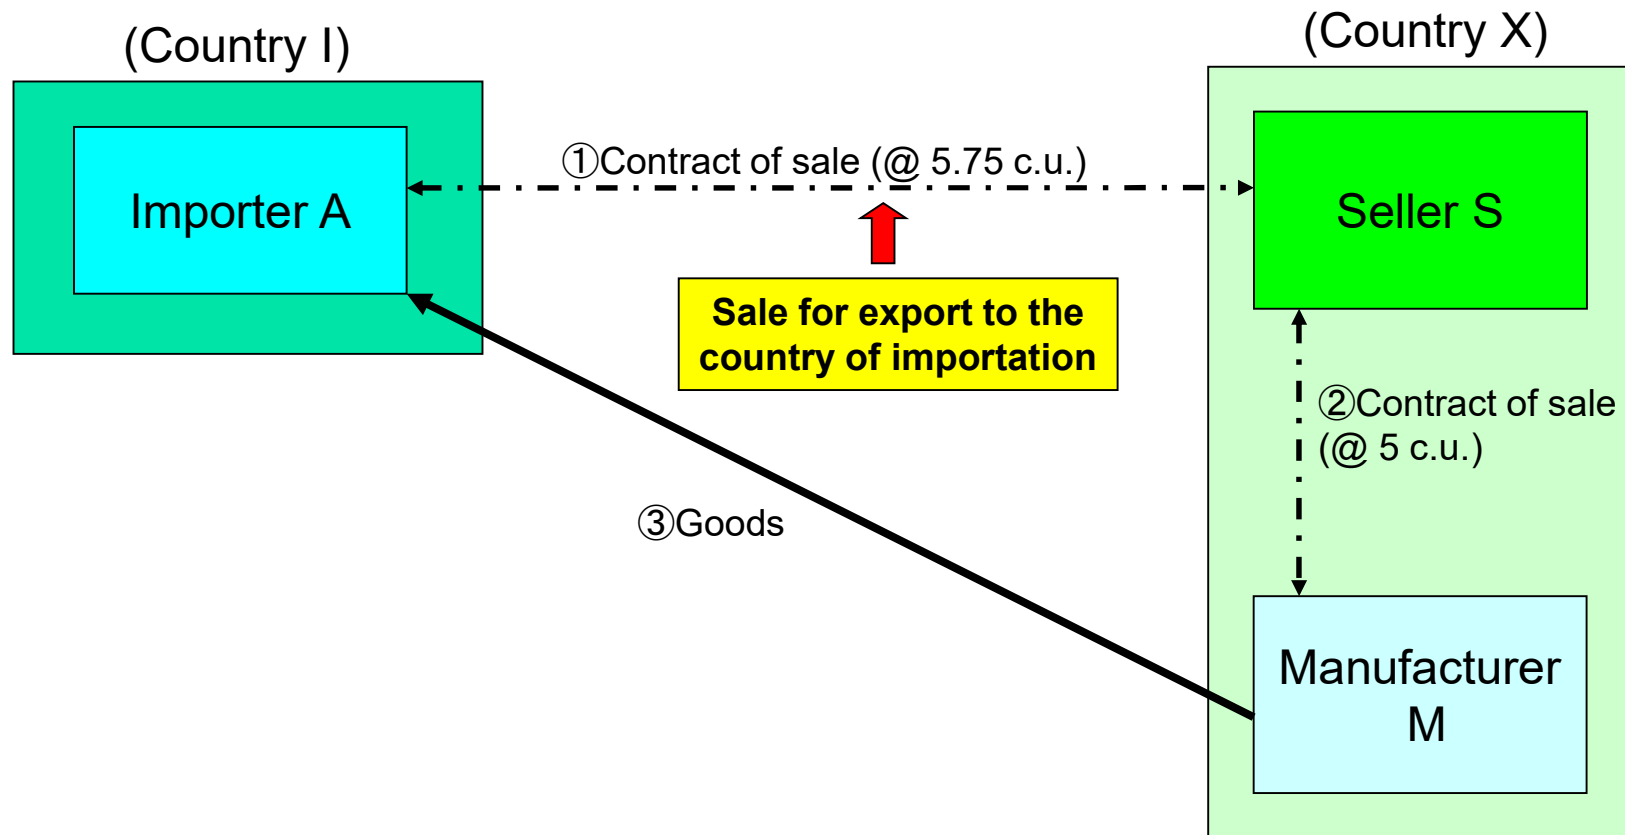 (Country I)
(Country X)
①Contract of sale (@ 5.75 c.u.)
Importer A
Seller S
Sale for export to the
country of importation
②Contract of sale
(@ 5 c.u.)
③Goods
Manufacturer
M